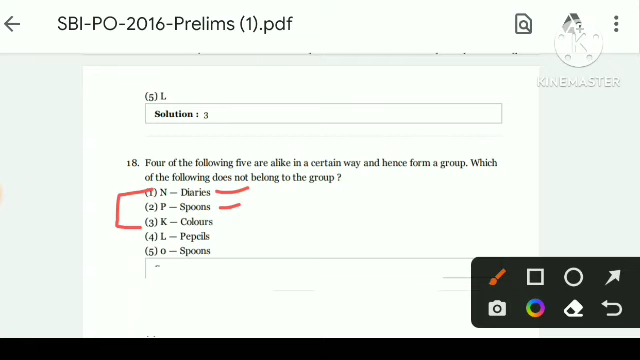 SBI-PO-2016-Prelims (1).pdf
KINEMASTER
(5) L
Solution : 3
18. Four of the following five are alike in a certain way and hence form a group. Which
of the following does not belong to the group ?
(1) N — Diaries
(2) P — Spoons
(3) K — Colours
(4) L — Pepcils
(5) o — Spoons